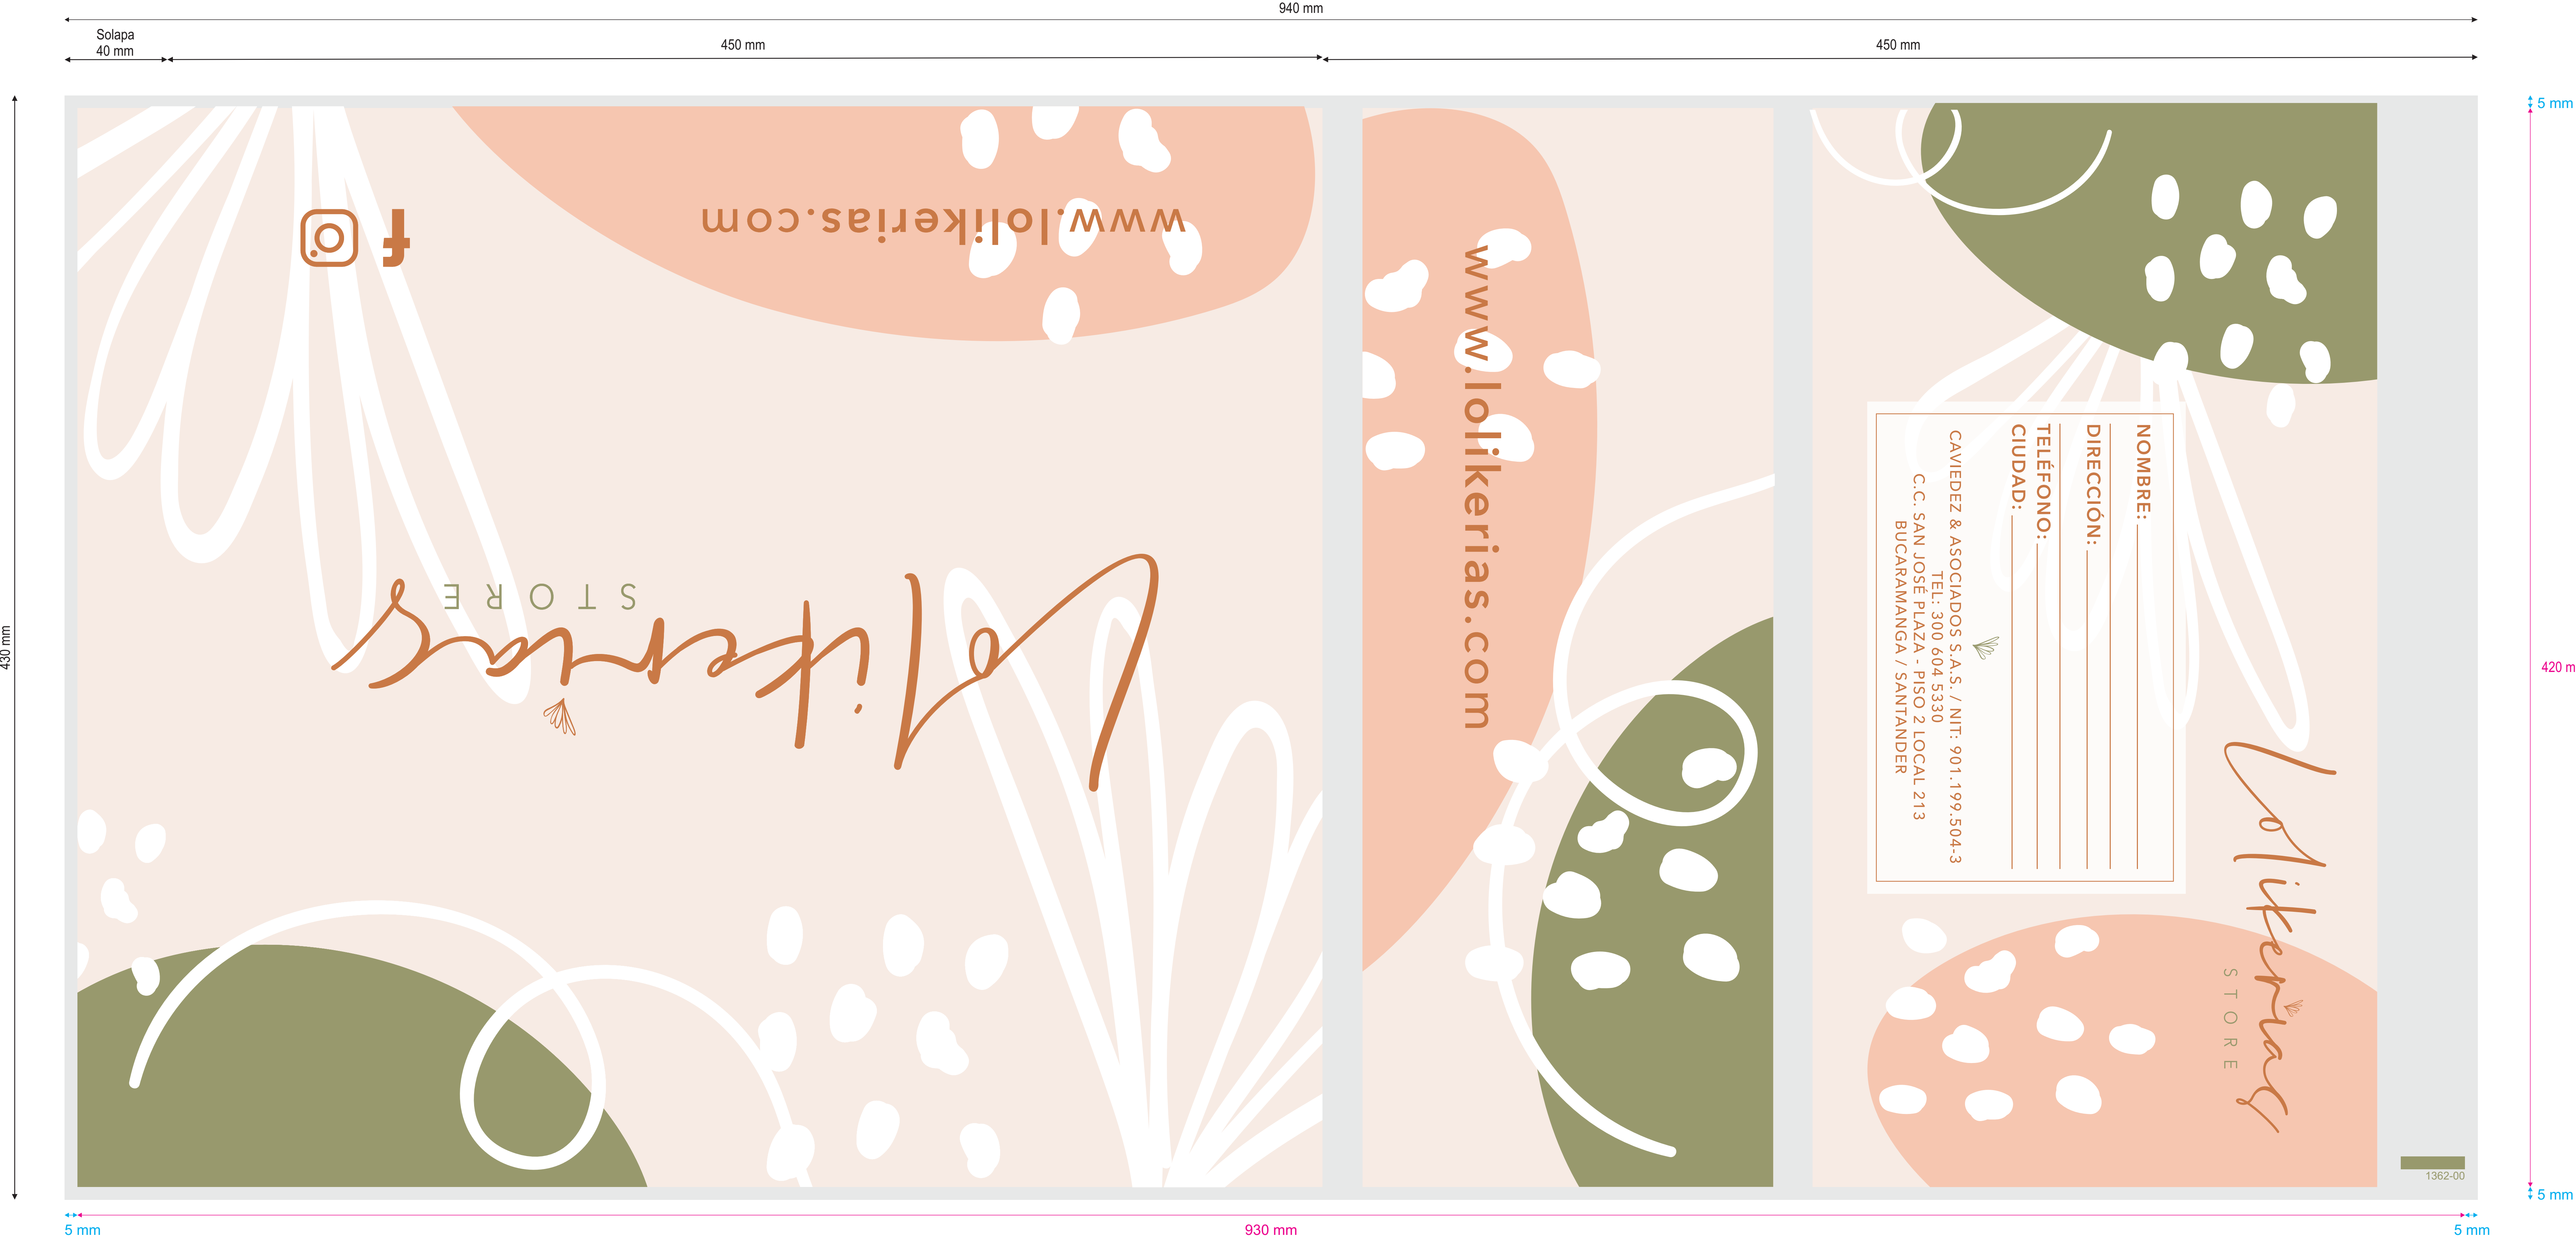 940 mm
Solapa
40 mm
450 mm
450 mm
430 mm
5 mm
420 m
5 mm
5 mm
930 mm
5 mm
www.lolikerias.com
Lolikerias
STORE
www.lolikerias.com
NOMBRE:
DIRECCIÓN:
TELÉFONO:
CIUDAD:
CAVIEDEZ & ASOCIADOS S.A.S. / NIT: 901.199.504-3
TEL: 300 604 5330
C.C. SAN JOSÉ PLAZA - PISO 2 LOCAL 213
BUCARAMANGA / SANTANDER
Lolikerias
STORE
1362-00